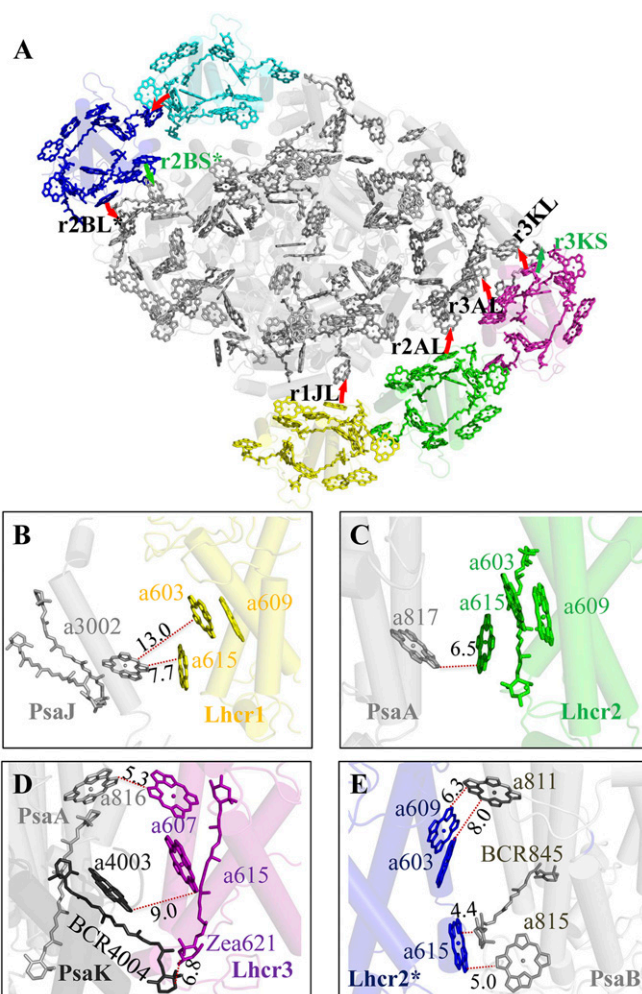 A
r2BS*
r2BL*
r3KL
r3KS
r3AL
r2AL
r1JL
B
a603
a3002
a609
13.0
a615
7.7
PsaJ
Lhcr1
C
a603
a615
a817
a609
6.5
PsaA
Lhcr2
D
5.3
a816
PsaA
a607
a4003
a615
9.0
BCR4004
Zea621
6.8
PsaK
Lhcr3
E
6.3
a811
a609
8.0
a603
BCR845
4.4
a815
a615
5.0
Lhcr2*
PsaB